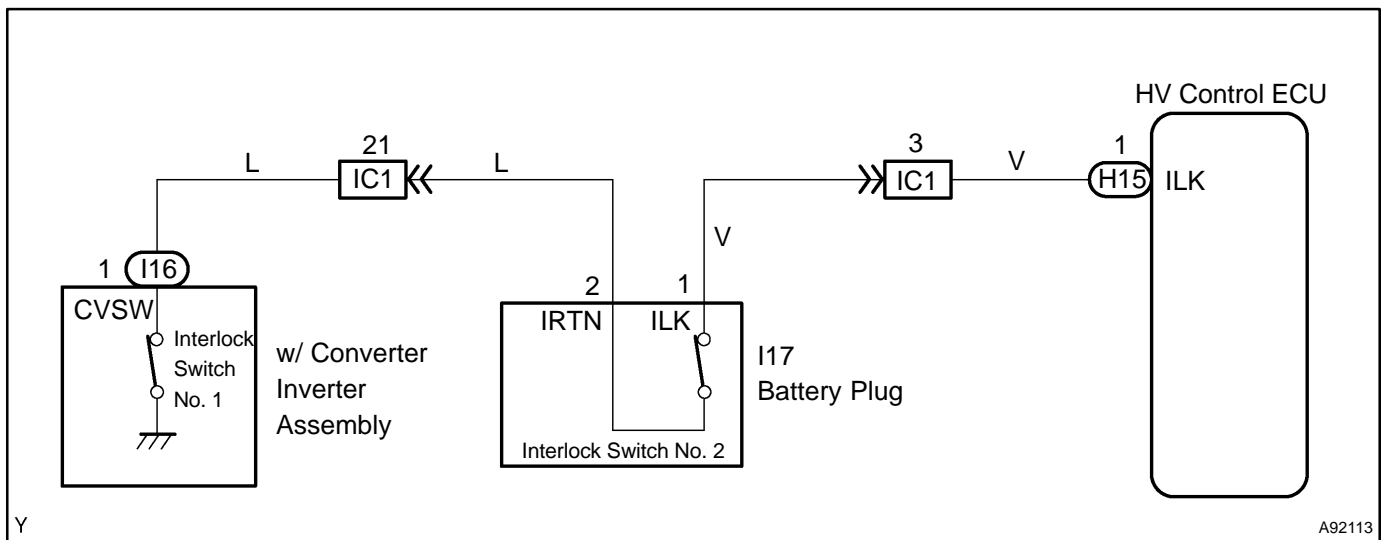 HV Control ECU
21
3
1
L
IC1
L
IC1
V
H15
ILK
V
1
I16
2
1
CVSW
Interlock
Switch
No. 1
w/ Converter
Inverter
Assembly
IRTN
ILK
I17
Battery Plug
Interlock Switch No. 2
Y
A92113